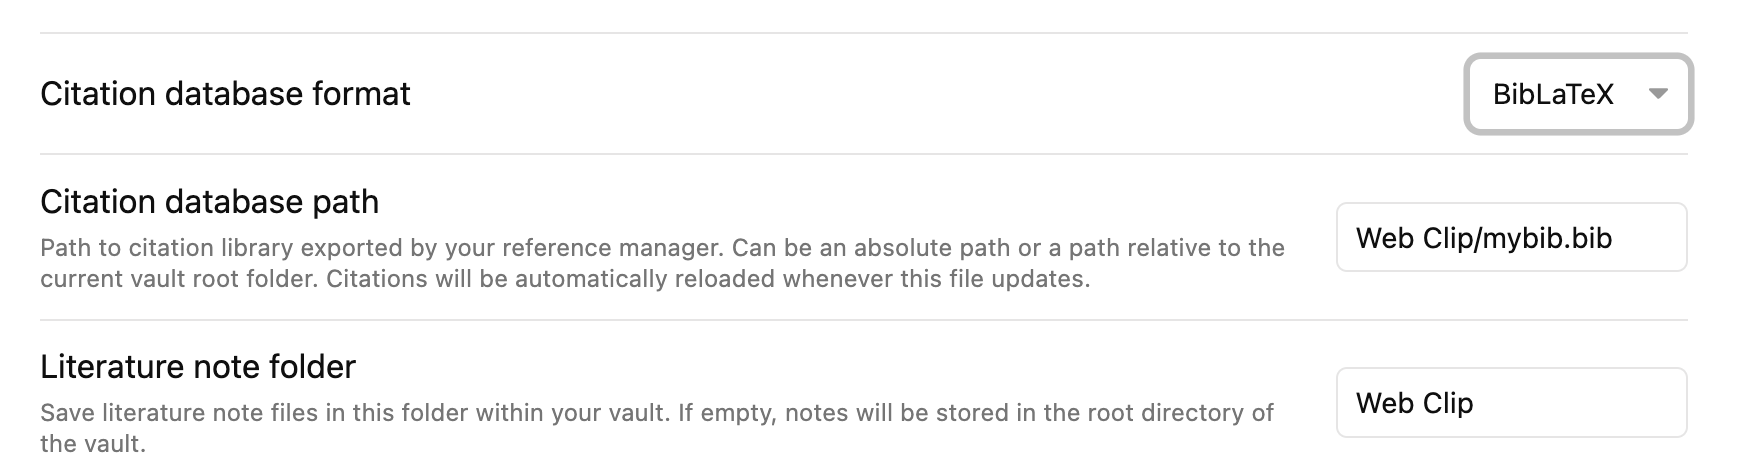 Citation database format
BibLaTeX
Citation database path
Path to citation library exported by your reference manager. Can be an absolute path or a path relative to the
current vault root folder. Citations will be automatically reloaded whenever this file updates.
Web Clip/mybib.bib
Literature note folder
Save literature note files in this folder within your vault. If empty, notes will be stored in the root directory of
the vault.
Web Clip